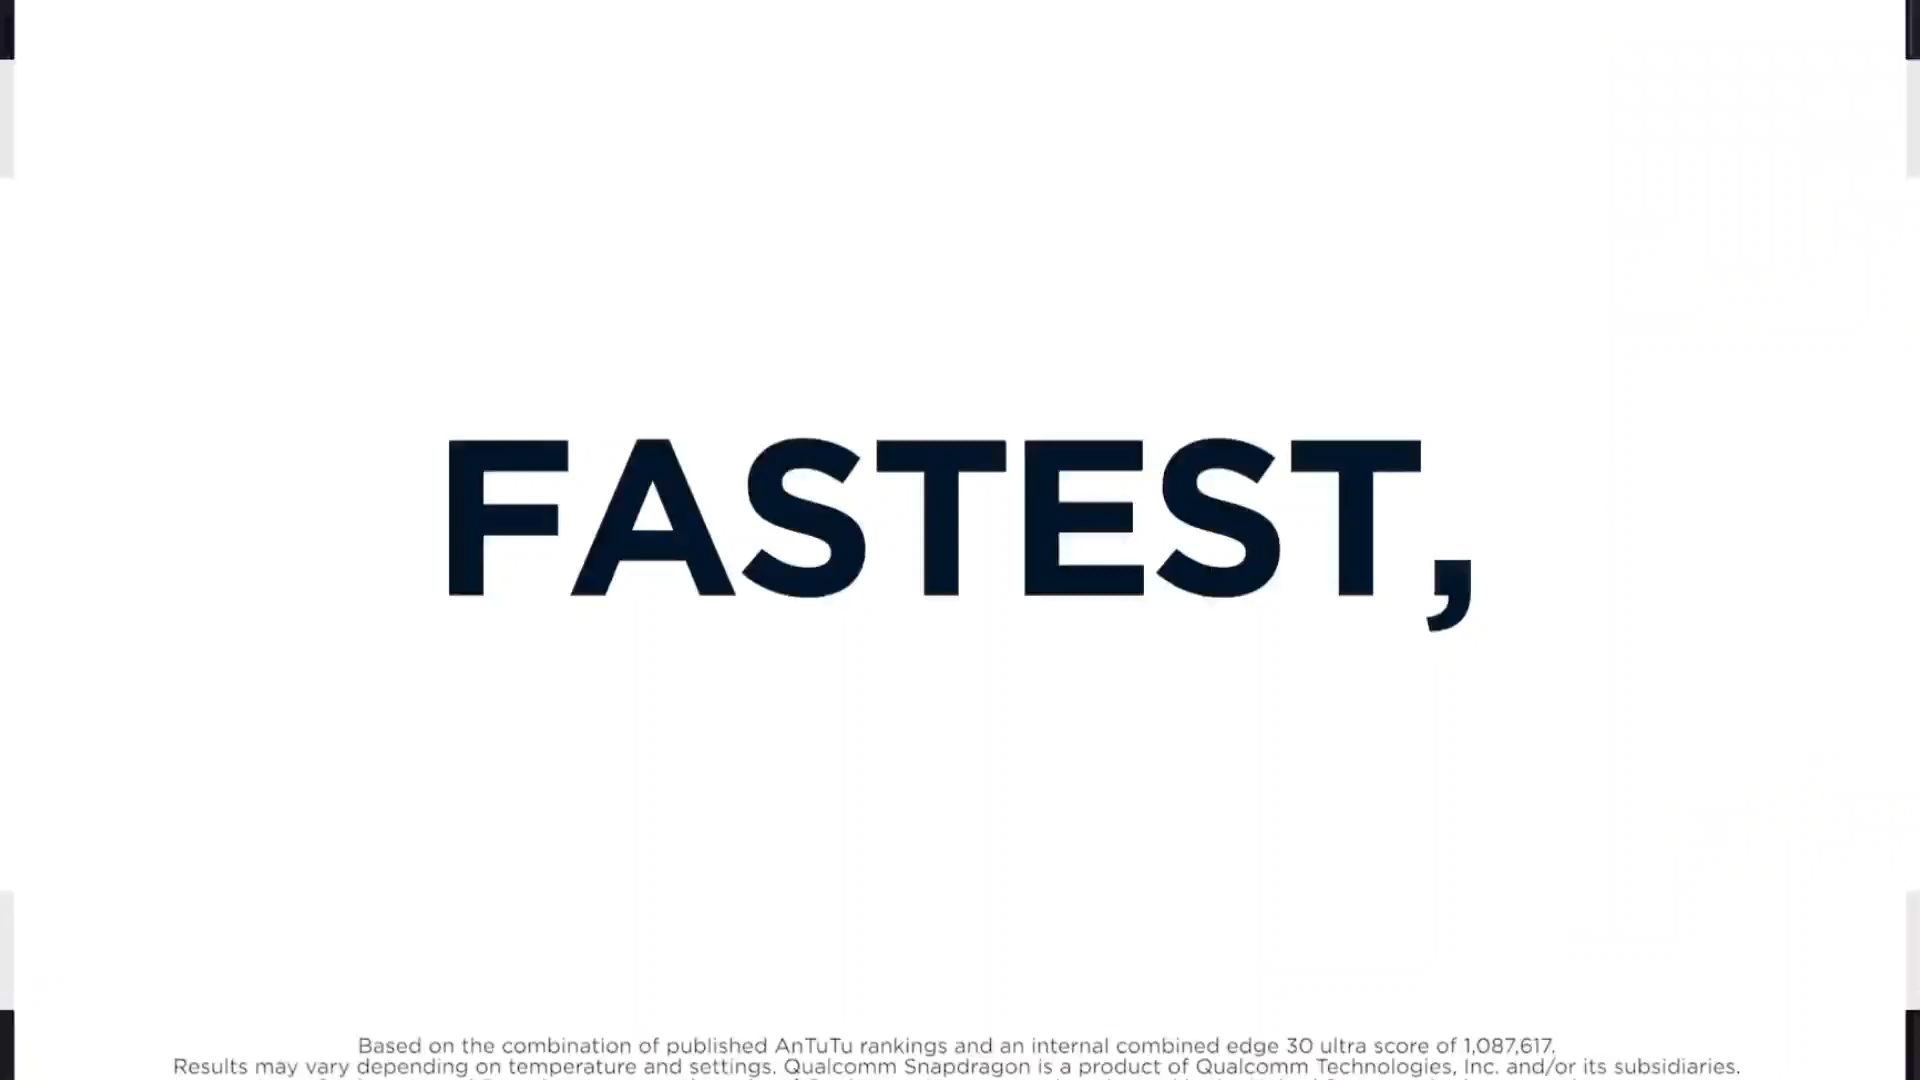 FASTEST,
Based on the combination of published AnTuTu rankings and an internal combined edge 30 ultra score of 1,087,617.
Results may vary depending on temperature and settings. Qualcomm Snapdragon is a product of Qualcomm Technologies, Inc. and/or its subsidiaries.